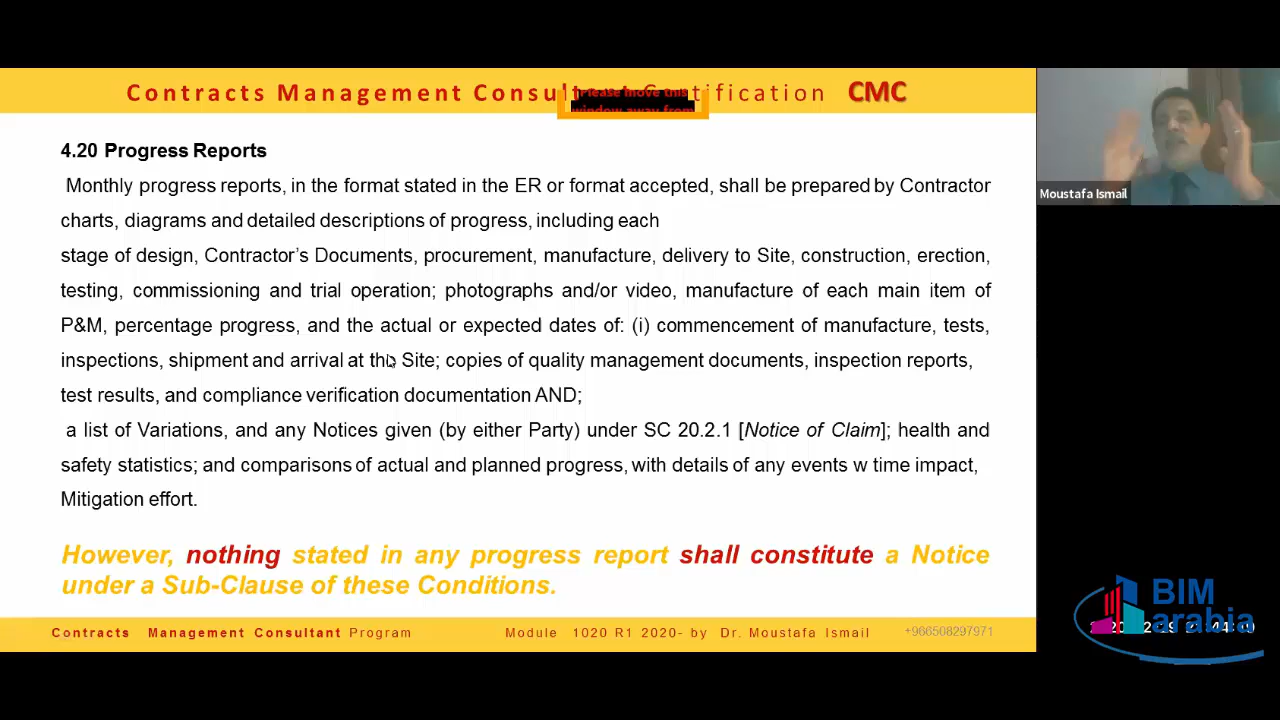 Contracts Management Consul tification CMC
Please move this
window away from
4.20 Progress Reports
Monthly progress reports, in the format stated in the ER or format accepted, shall be prepared by Contractor
charts, diagrams and detailed descriptions of progress, including each
stage of design, Contractor's Documents, procurement, manufacture, delivery to Site, construction, erection,
testing, commissioning and trial operation; photographs and/or video, manufacture of each main item of
P&M, percentage progress, and the actual or expected dates of: (i) commencement of manufacture, tests,
inspections, shipment and arrival at the Site; copies of quality management documents, inspection reports,
test results, and compliance verification documentation AND;
a list of Variations, and any Notices given (by either Party) under SC 20.2.1 [Notice of Claim]; health and
safety statistics; and comparisons of actual and planned progress, with details of any events w time impact,
Mitigation effort.
However, nothing stated in any progress report shall constitute a Notice
under a Sub-Clause of these Conditions.
Contracts Management Consultant Program
Module 1020 R1 2020- by Dr. Moustafa Ismail
+966508297971
Moustafa Ismail
BIM
arabia